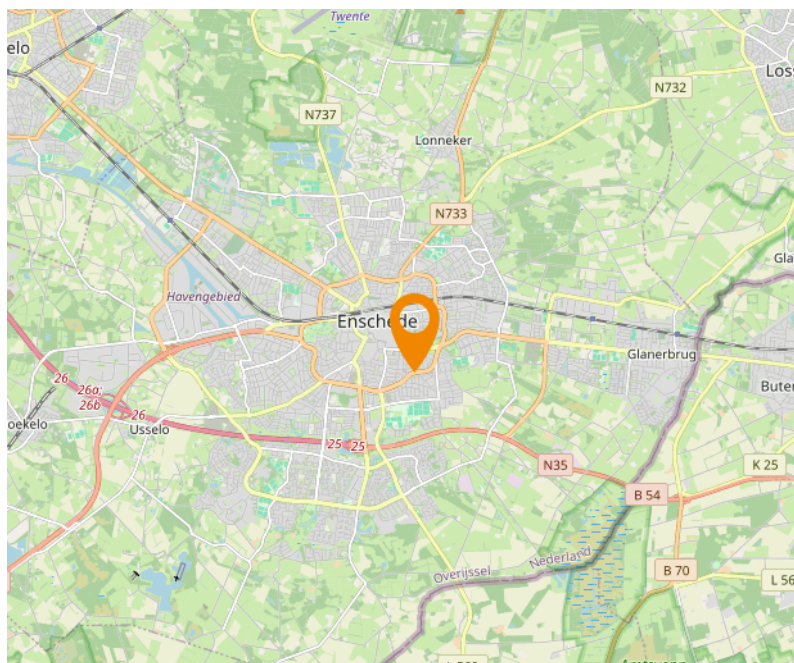 Twente
elo
Loss
N732
N737
Lonneker
N733
Gla
Havengebied
Enschede
Glanerbrug
26
26a;
26b
26
Buter
oekelo
Usselo
25
25
N35
K 25
B 54
Nederland
Overijssel
B 70
L 56